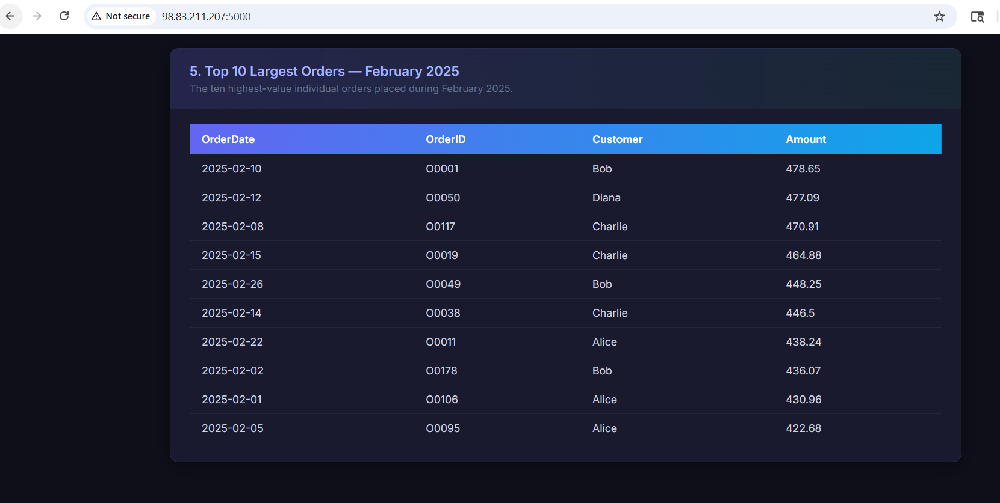 Not secure 98.83.211.207:5000
5. Top 10 Largest Orders — February 2025
The ten highest-value individual orders placed during February 2025.
OrderDate OrderID Customer Amount
2025-02-10 O0001 Bob 478.65
2025-02-12 O0050 Diana 477.09
2025-02-08 O0117 Charlie 470.91
2025-02-15 O0019 Charlie 464.88
2025-02-26 O0049 Bob 448.25
2025-02-14 O0038 Charlie 446.5
2025-02-22 O0011 Alice 438.24
2025-02-02 O0178 Bob 436.07
2025-02-01 O0106 Alice 430.96
2025-02-05 O0095 Alice 422.68